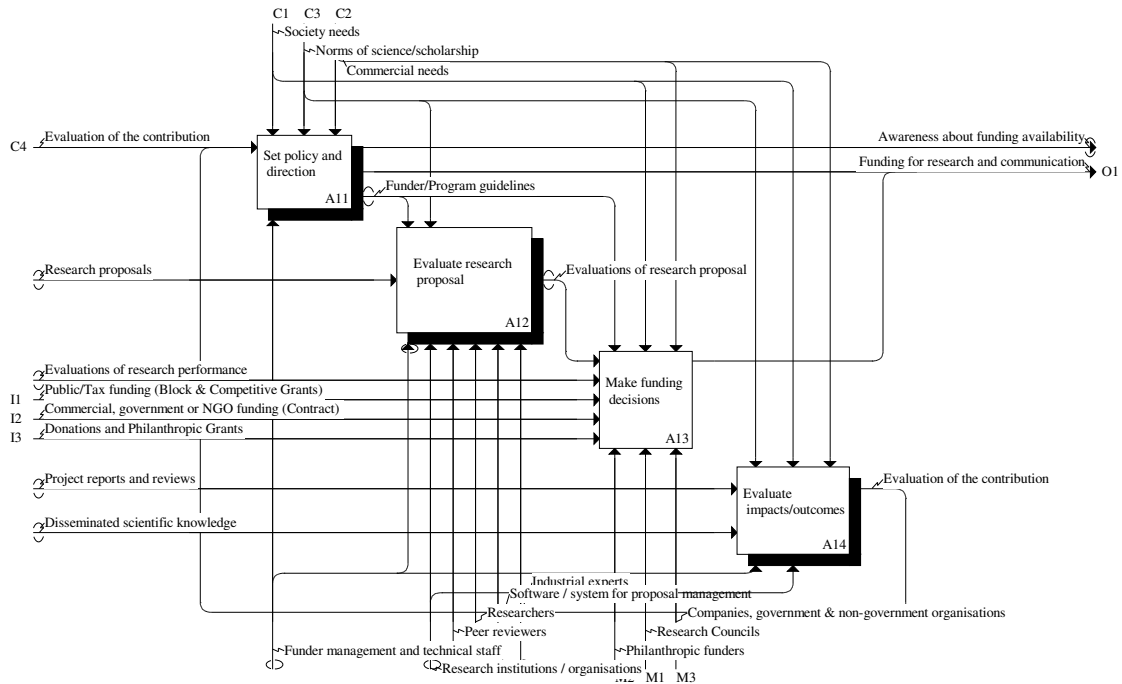 C1 C3 C2
Society needs
Norms of science/scholarship
Commercial needs
C4
Evaluation of the contribution
Awareness about funding availability
Set policy and
direction
A11
Funding for research and communication
O1
Funder/Program guidelines
Research proposals
Evaluate research
proposal
A12
Evaluations of research proposal
Evaluations of research performance
I1
Public/Tax funding (Block & Competitive Grants)
I2
Commercial, government or NGO funding (Contract)
I3
Donations and Philanthropic Grants
Make funding
decisions
A13
Project reports and reviews
Evaluate
impacts/outcomes
A14
Evaluation of the contribution
Disseminated scientific knowledge
Industrial experts
Software / system for proposal management
Researchers
Companies, government & non-government organisations
Peer reviewers
Research Councils
Funder management and technical staff
Philanthropic funders
Research institutions / organisations
M1 M3